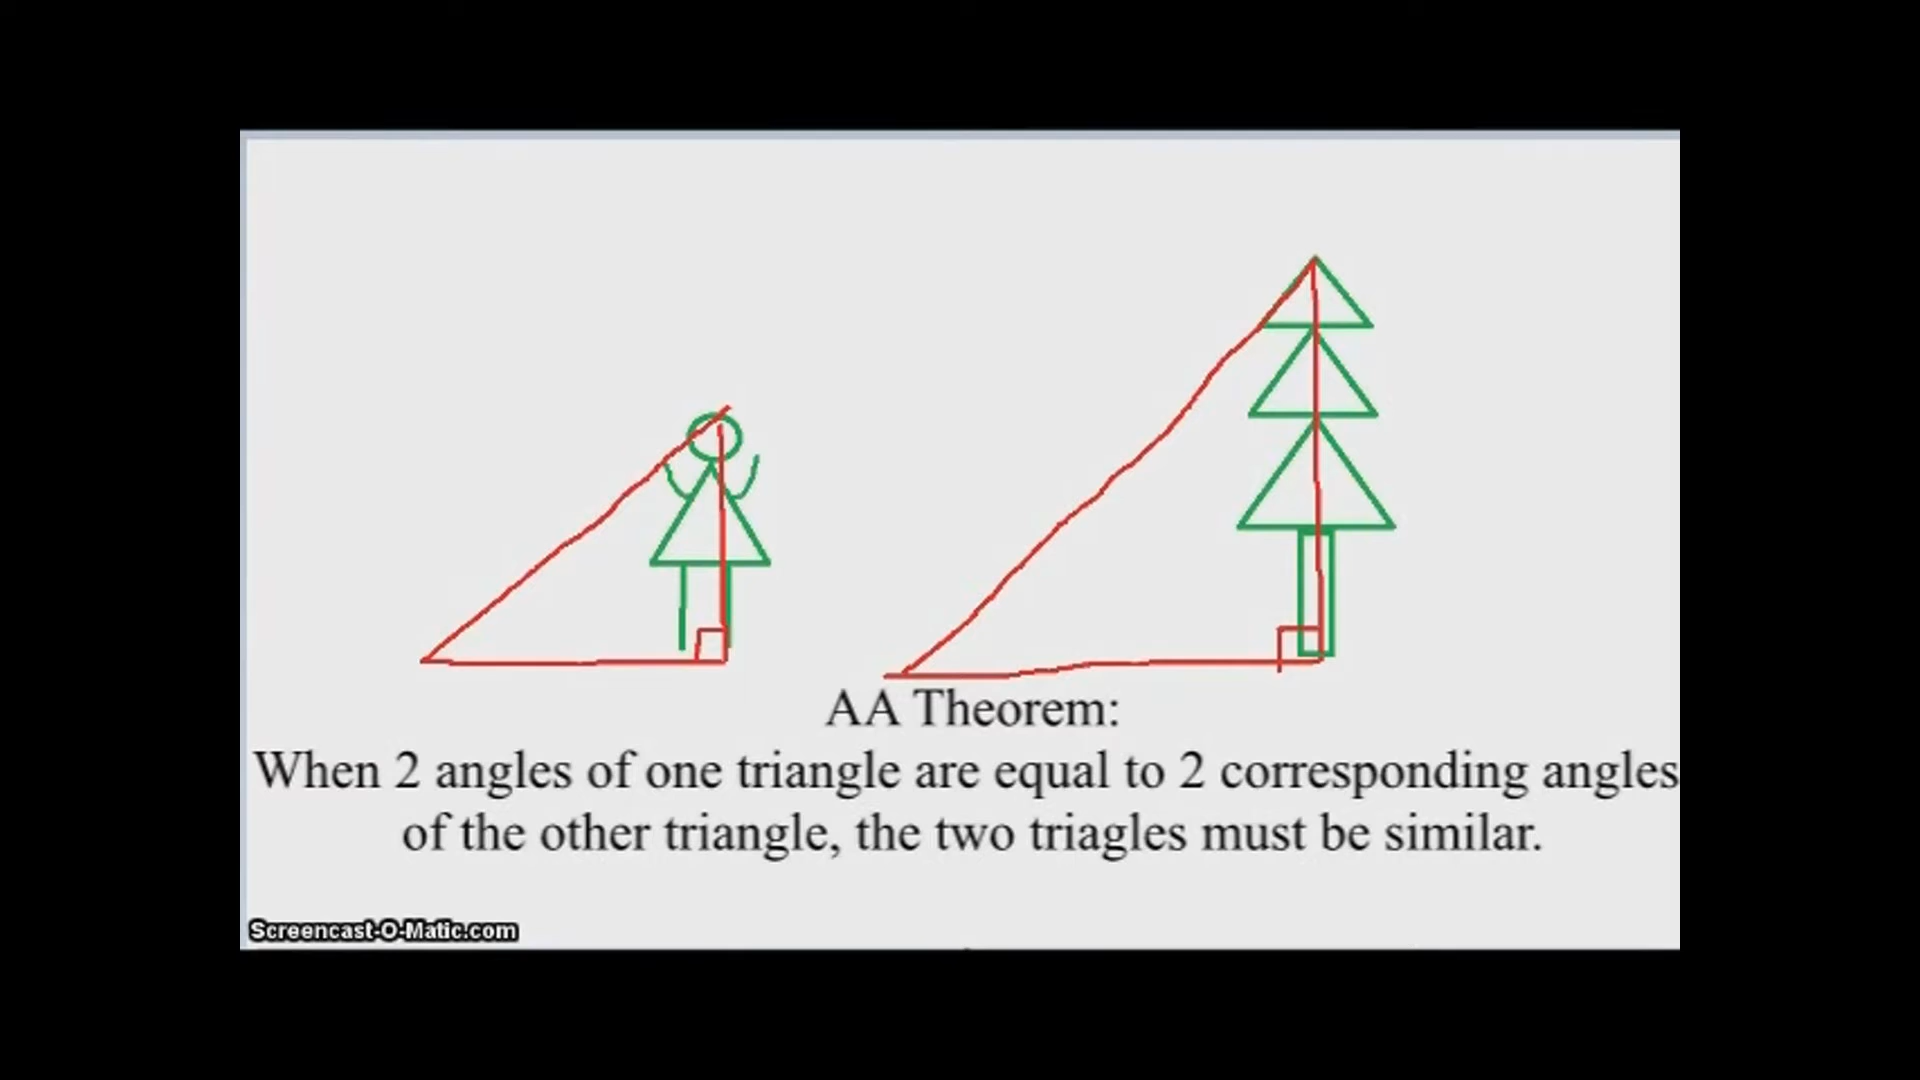 AA Theorem:
When 2 angles of one triangle are equal to 2 corresponding angles
of the other triangle, the two triagles must be similar.
Screencast-O-Matic.com